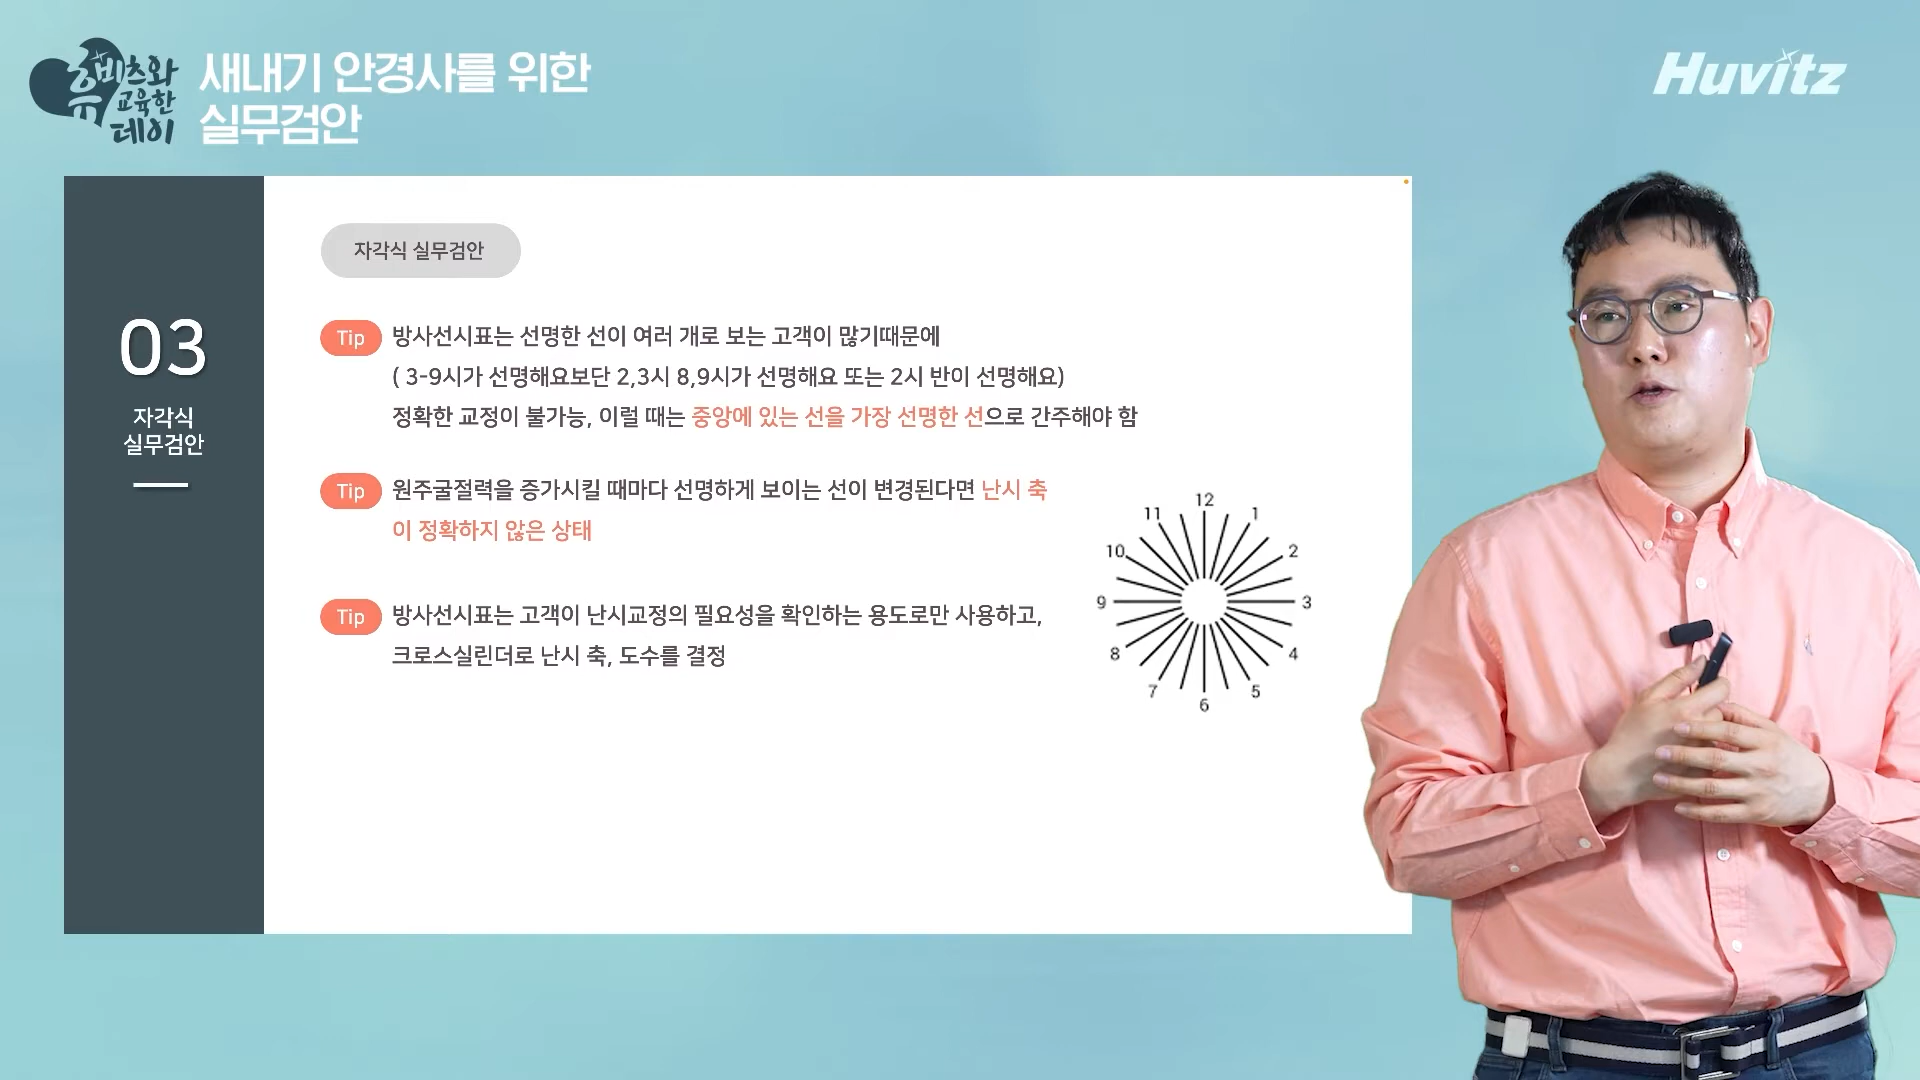 휴비츠와
교육한
데이
새내기 안경사를 위한
실무검안
Huvitz
03
자각식
실무검안
자각식 실무검안
Tip 방사선시표는 선명한 선이 여러 개로 보는 고객이 많기때문에
( 3-9시가 선명해요보단 2,3시 8,9시가 선명해요 또는 2시 반이 선명해요)
정확한 교정이 불가능, 이럴 때는 중앙에 있는 선을 가장 선명한 선으로 간주해야 함
Tip 원주굴절력을 증가시킬 때마다 선명하게 보이는 선이 변경된다면 난시 축
이 정확하지 않은 상태
Tip 방사선시표는 고객이 난시교정의 필요성을 확인하는 용도로만 사용하고,
크로스실린더로 난시 축, 도수를 결정
12
11 1
10 2
9 3
8 4
7 5
6